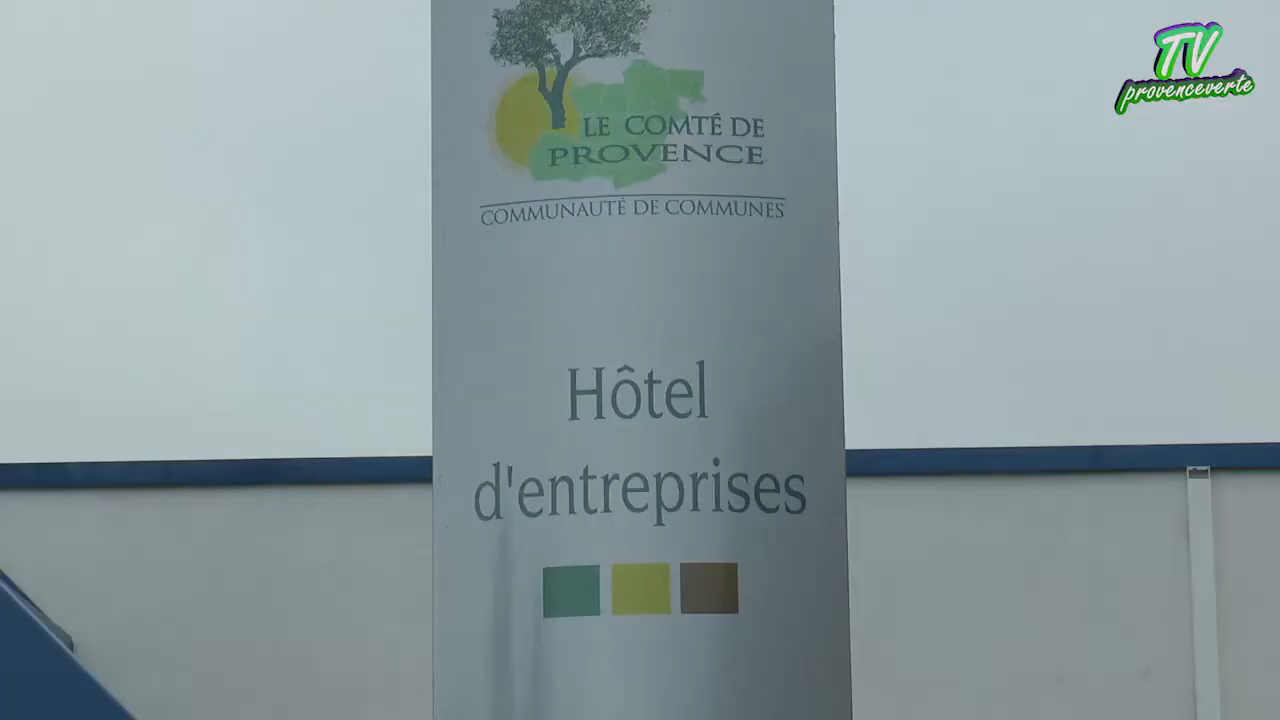 TV
provenceverte
LE COMTÉ DE
PROVENCE
COMMUNAUTÉ DE COMMUNES
Hôtel
d'entreprises